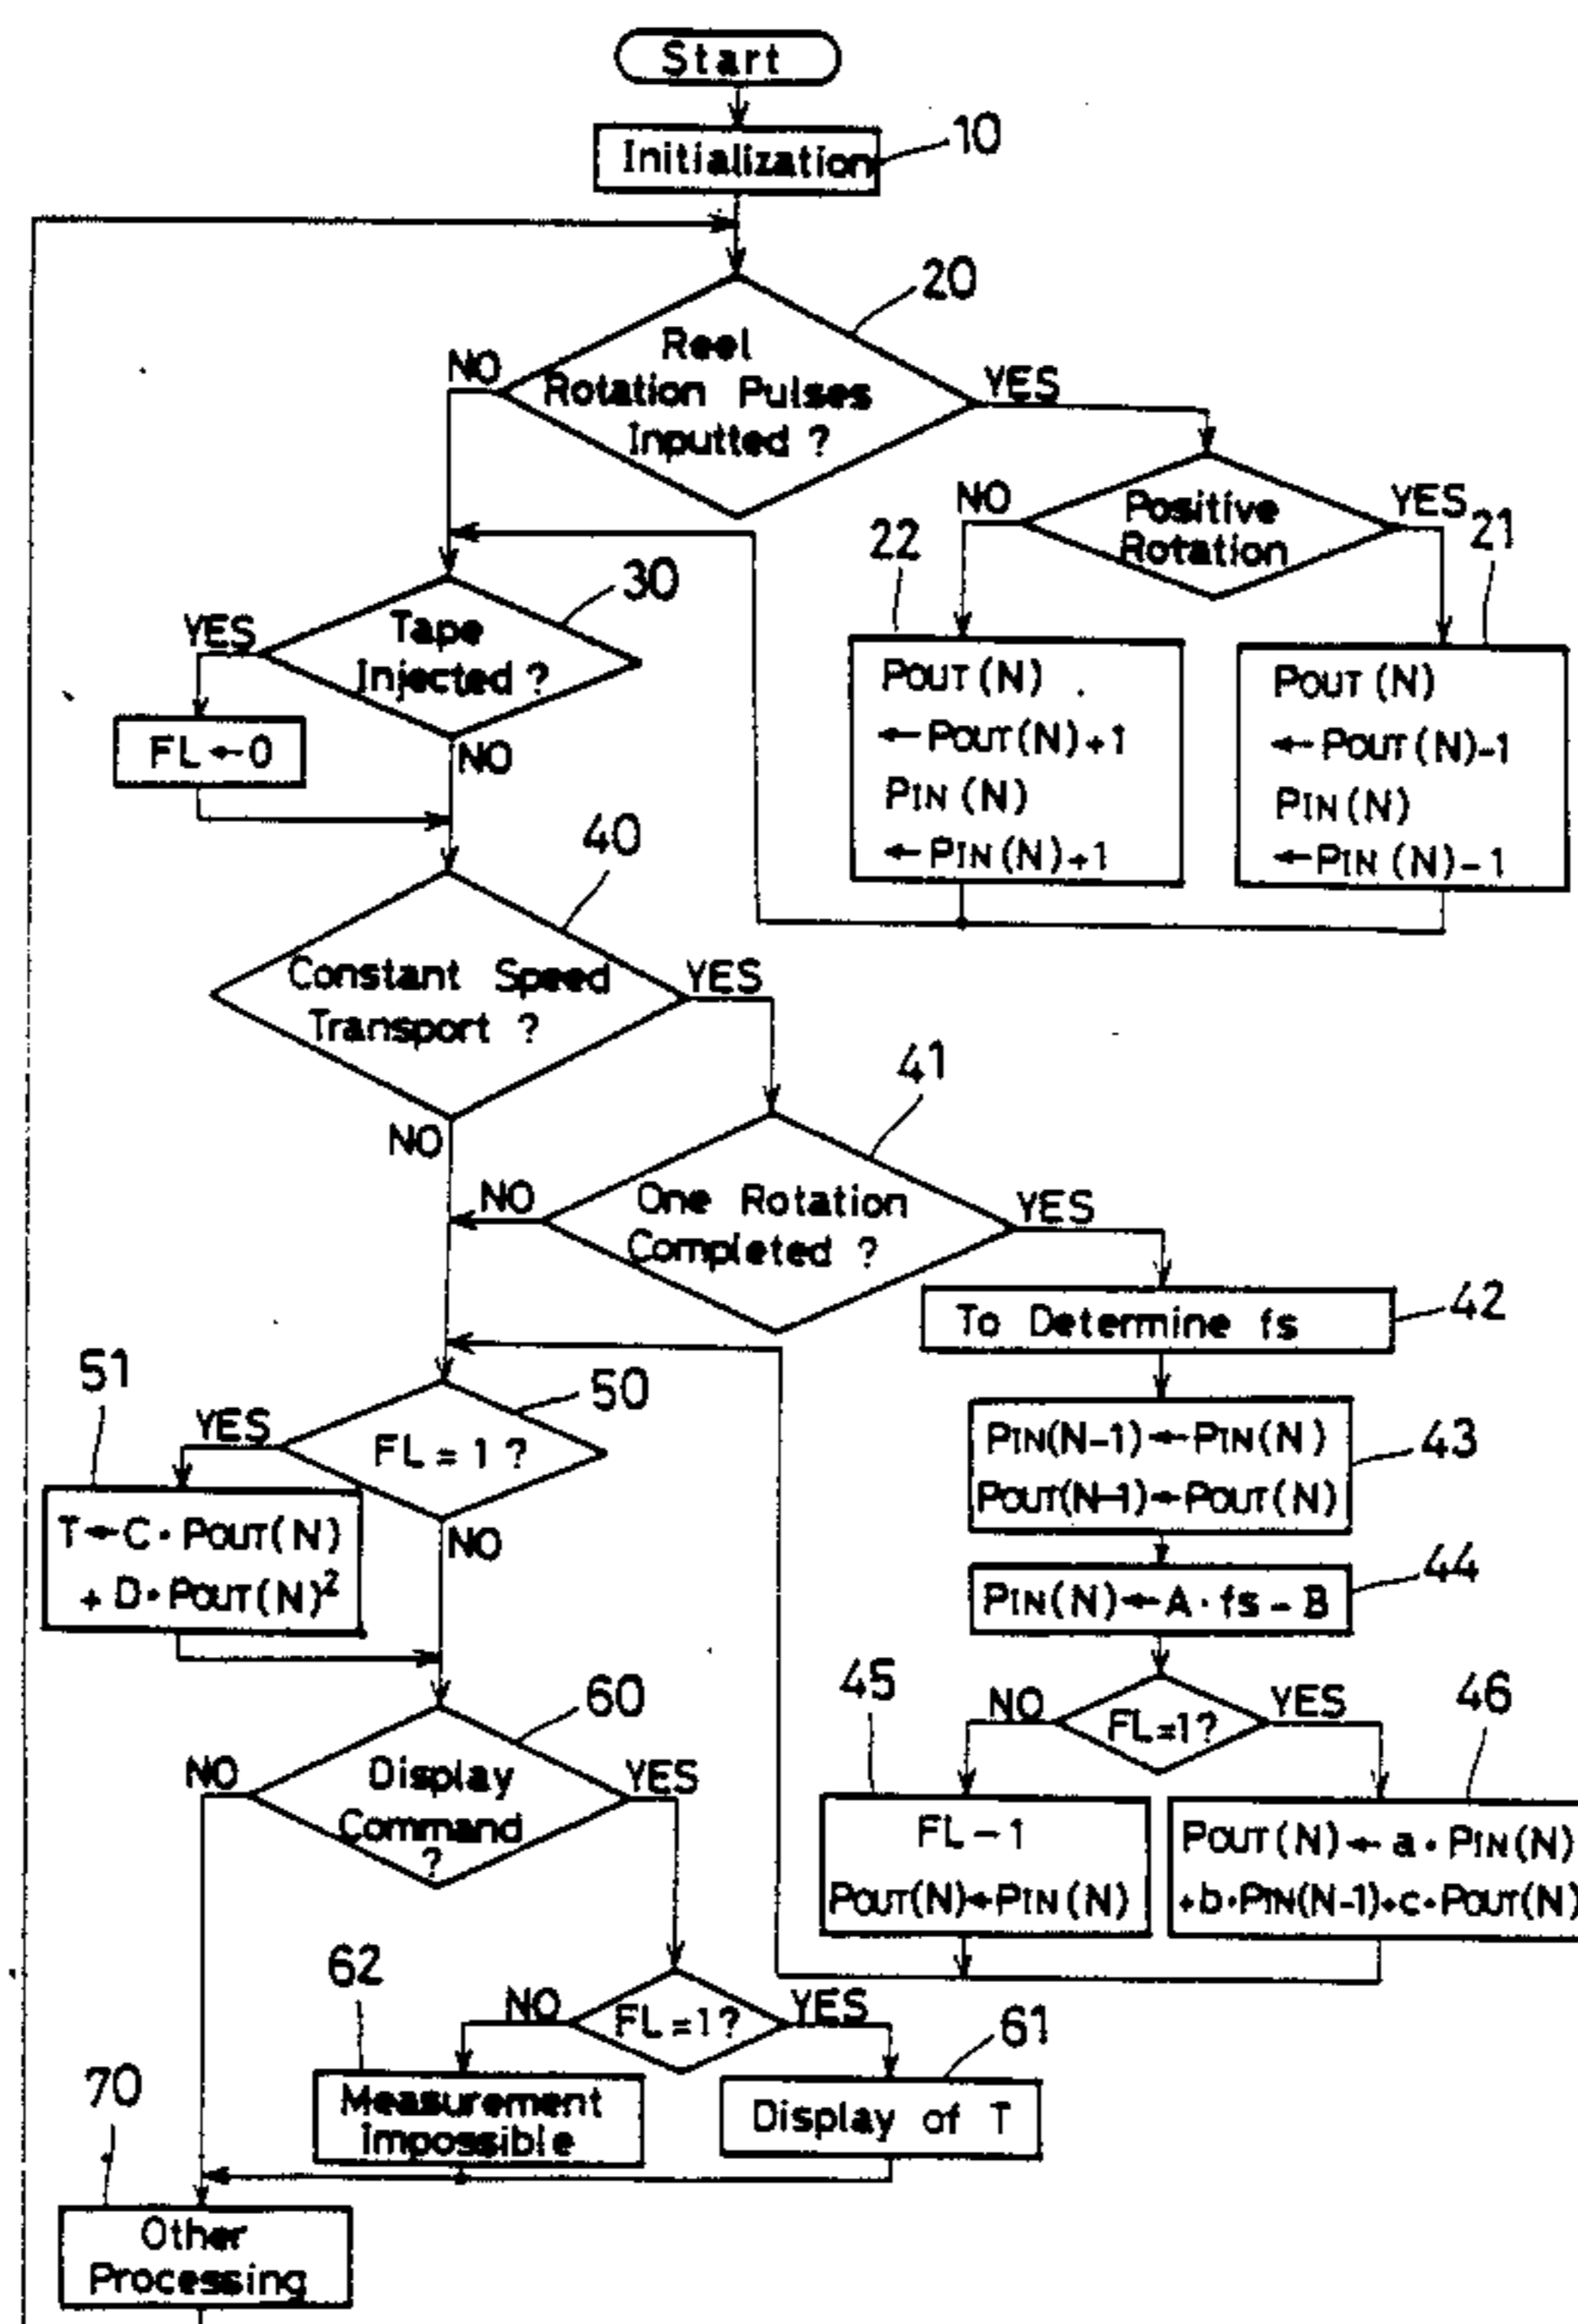 Start
Initialization
10
20
Reel
Rotation Pulses
Inputted ?
NO
YES
Positive
Rotation
NO
YES
22
21
POUT (N)
←POUT(N)+1
PIN (N)
←PIN(N)+1
POUT (N)
←POUT(N)-1
PIN(N)
←PIN(N)-1
30
Tape
Injected ?
YES
NO
FL←0
40
Constant Speed
Transport ?
YES
NO
41
One Rotation
Completed ?
NO
YES
To Determine fs
42
PIN(N-1)←PIN(N)
POUT(N-1)←POUT(N)
43
PIN(N)←A·fs-B
44
FL=1?
NO
YES
45
46
FL-1
POUT(N)←PIN(N)
POUT(N)←a·PIN(N)
+b·PIN(N-1)+c·POUT(N)
50
FL=1?
YES
NO
51
T←C·POUT(N)
+D·POUT(N)²
60
Display
Command
?
NO
YES
FL=1?
NO
YES
62
61
Measurement
Impossible
Display of T
70
Other
Processing